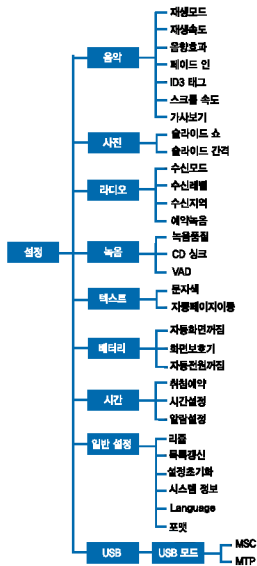 설정
음악
재생모드
재생속도
음향효과
페이드 인
ID3 태그
스크롤 속도
가사보기
사진
슬라이드 쇼
슬라이드 간격
라디오
수신모드
수신레벨
수신지역
예약녹음
녹음
녹음품질
CD 싱크
VAD
텍스트
문자색
자동페이지이동
배터리
자동화면꺼짐
화면보호기
자동전원꺼짐
시간
취침예약
시간설정
알람설정
일반 설정
리줌
목록갱신
설정초기화
시스템 정보
Language
포맷
USB
USB 모드
MSC
MTP